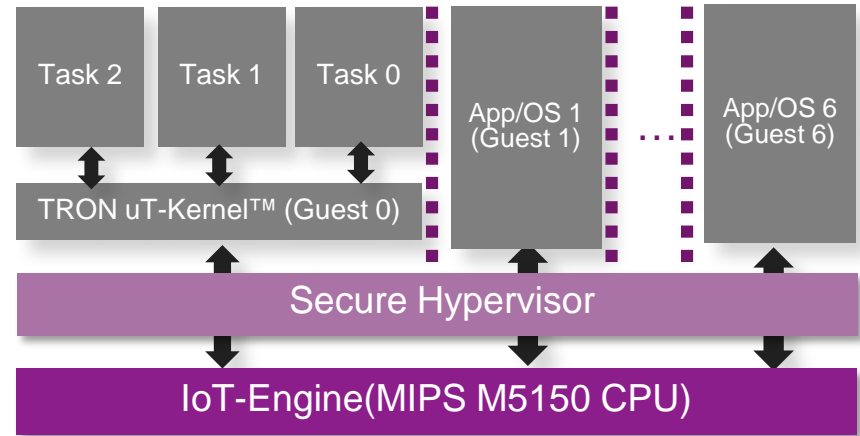 Task 2
Task 1
Task 0
TRON uT-Kernel™ (Guest 0)
App/OS 1
(Guest 1)
...
App/OS 6
(Guest 6)
Secure Hypervisor
IoT-Engine(MIPS M5150 CPU)